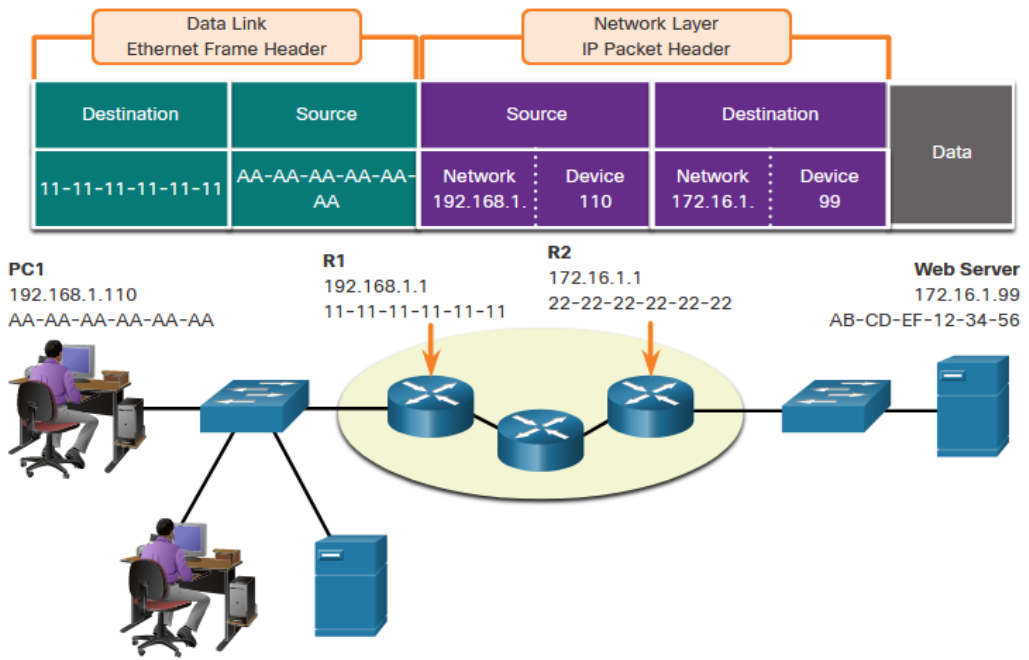 Data Link
Ethernet Frame Header
Network Layer
IP Packet Header
Destination
Source
Source
Destination
Data
11-11-11-11-11-11
AA-AA-AA-AA-AA-
AA
Network
192.168.1.
Device
110
Network
172.16.1.
Device
99
PC1
192.168.1.110
AA-AA-AA-AA-AA-AA
R1
192.168.1.1
11-11-11-11-11-11
R2
172.16.1.1
22-22-22-22-22-22
Web Server
172.16.1.99
AB-CD-EF-12-34-56